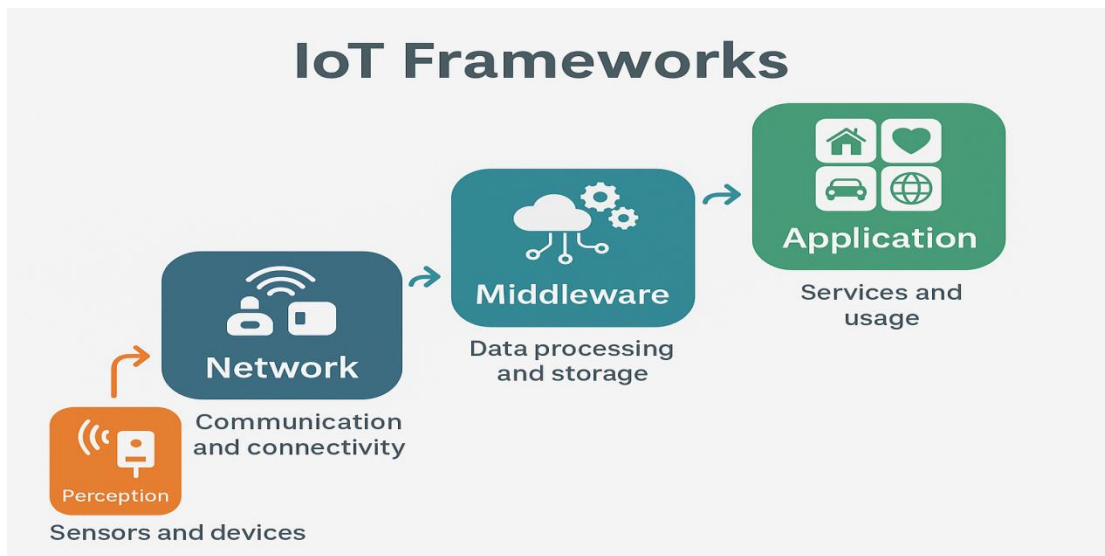 IoT Frameworks
Perception
Sensors and devices
Network
Communication
and connectivity
Middleware
Data processing
and storage
Application
Services and
usage